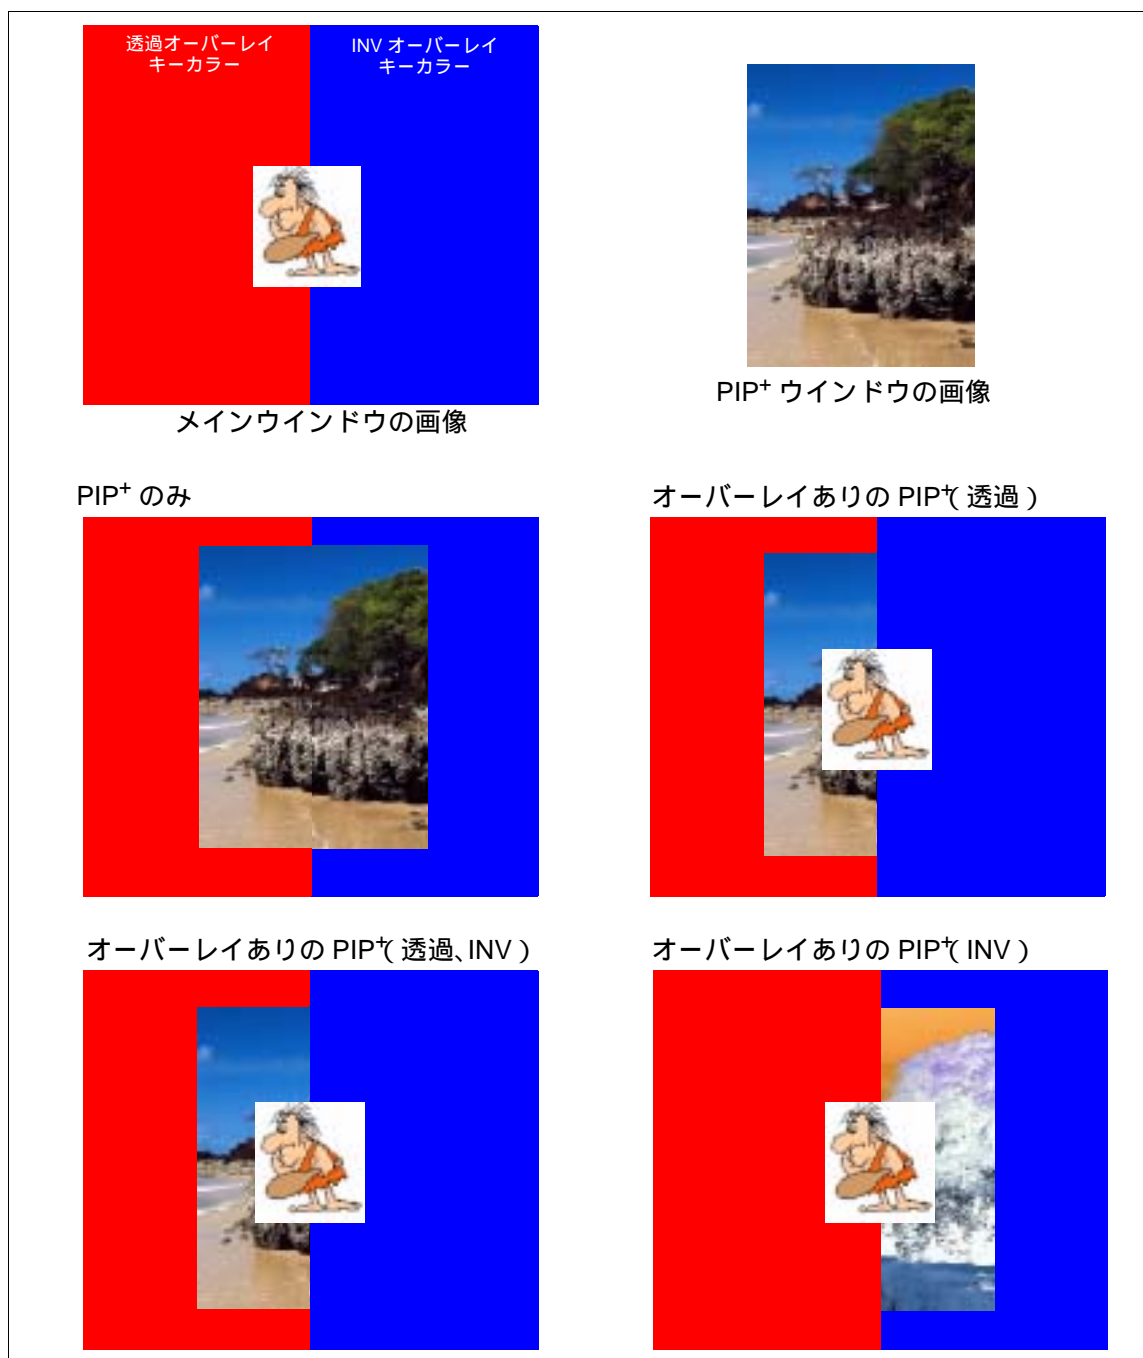 透過オーバーレイ
キーカラー
INV オーバーレイ
キーカラー
メインウインドウの画像
PIP+ ウインドウの画像
PIP+ のみ
オーバーレイありの PIP+( 透過 )
オーバーレイありの PIP+( 透過、INV )
オーバーレイありの PIP+( INV )